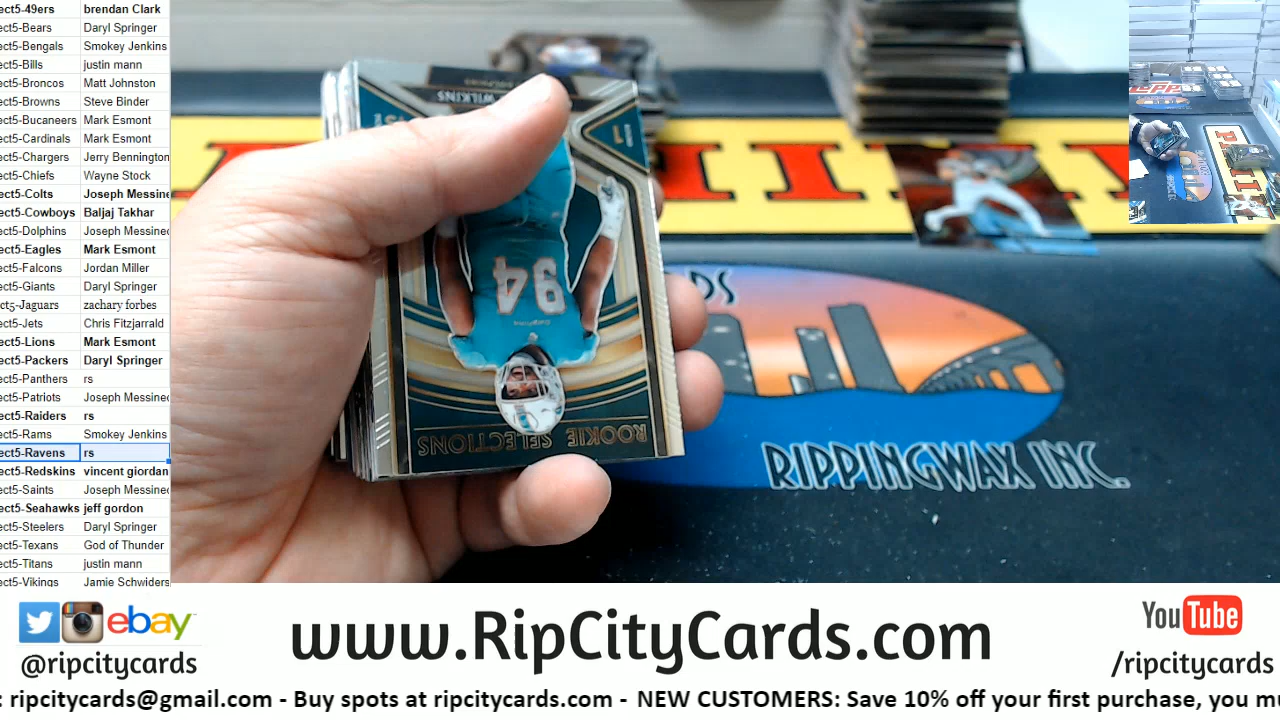 ect5-49ers brendan Clark
ect5-Bears Daryl Springer
ect5-Bengals Smokey Jenkins
ect5-Bills justin mann
ect5-Broncos Matt Johnston
ect5-Browns Steve Binder
ect5-Bucaneers Mark Esmont
ect5-Cardinals Mark Esmont
ect5-Chargers Jerry Bennington
ect5-Chiefs Wayne Stock
ect5-Colts Joseph Messine
ect5-Cowboys Baljaj Takhar
ect5-Dolphins Joseph Messined
ect5-Eagles Mark Esmont
ect5-Falcons Jordan Miller
ect5-Giants Daryl Springer
ect5-Jaguars zachary forbes
ect5-Jets Chris Fitzjarrald
ect5-Lions Mark Esmont
ect5-Packers Daryl Springer
ect5-Panthers rs
ect5-Patriots Joseph Messined
ect5-Raiders rs
ect5-Rams Smokey Jenkins
ect5-Ravens rs
ect5-Redskins vincent giordan
ect5-Saints Joseph Messined
ect5-Seahawks jeff gordon
ect5-Steelers Daryl Springer
ect5-Texans God of Thunder
ect5-Titans justin mann
ect5-Vikings Jamie Schwiders
WILKINS
94
ROOKIE SELECTIONS
DS
RIPPINGWAX INC.
ebay
@ripcitycards
www.RipCityCards.com
YouTube
/ripcitycards
: ripcitycards@gmail.com - Buy spots at ripcitycards.com - NEW CUSTOMERS: Save 10% off your first purchase, you mu